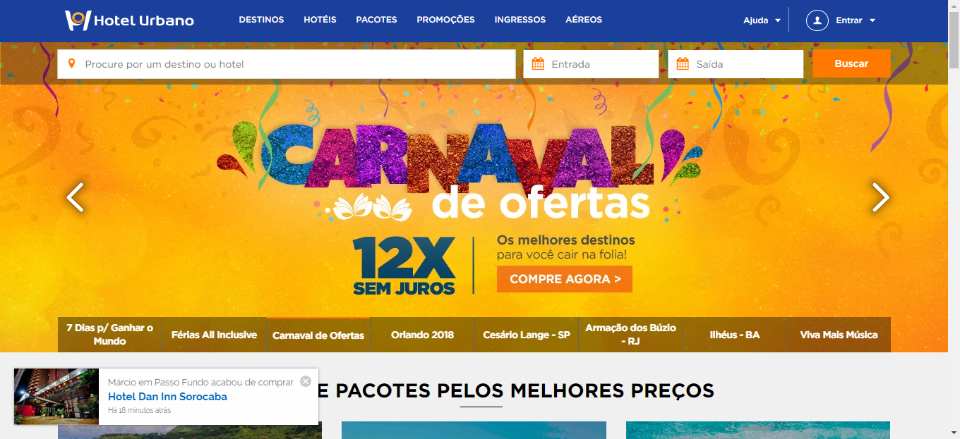 Hotel Urbano
DESTINOS HOTÉIS PACOTES PROMOÇÕES INGRESSOS AÉREOS
Ajuda Entrar
Procure por um destino ou hotel
Entrada
Saída
Buscar
CARNAVAL
de ofertas
12X
SEM JUROS
Os melhores destinos
para você cair na folia!
COMPRE AGORA >
7 Dias p/ Ganhar o
Mundo
Férias All Inclusive
Carnaval de Ofertas
Orlando 2018
Cesário Lange - SP
Armação dos Búzio
- RJ
Ilhéus - BA
Viva Mais Música
Márcio em Passo Fundo acabou de comprar
Hotel Dan Inn Sorocaba
Há 18 minutos atrás
E PACOTES PELOS MELHORES PREÇOS